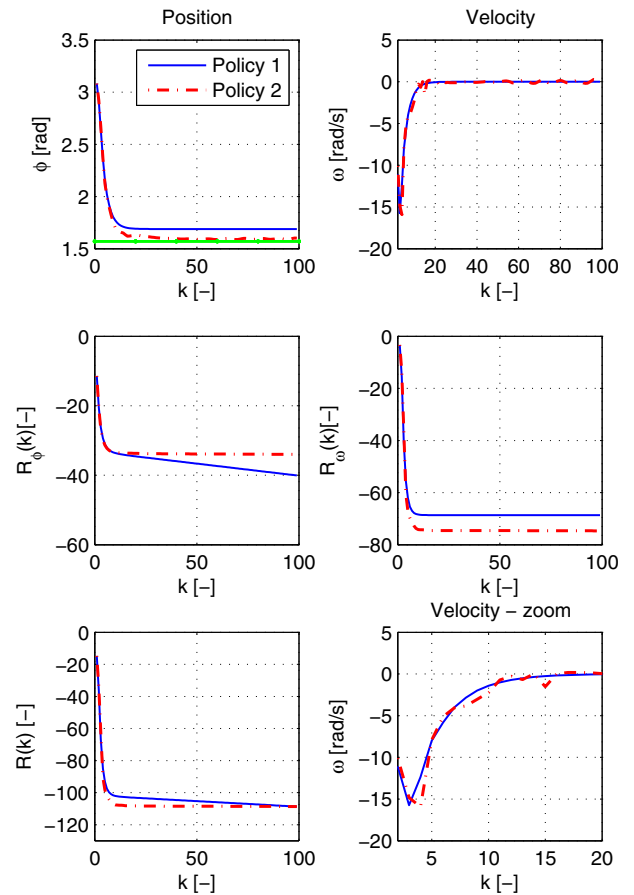 Position
3.5
3
2.5
2
1.5
0 50 100
ϕ [rad]
k [−]
Policy 1
Policy 2
Velocity
5
0
−5
−10
−15
−20
20 40 60 80 100
ω [rad/s]
k [−]
0
−20
−40
−60
0 50 100
R_ϕ(k)[−]
k [−]
0
−20
−40
−60
−80
0 50 100
R_ω(k)[−]
k [−]
0
−20
−40
−60
−80
−100
−120
0 50 100
R(k) [−]
k [−]
Velocity − zoom
5
0
−5
−10
−15
−20
5 10 15 20
ω [rad/s]
k [−]